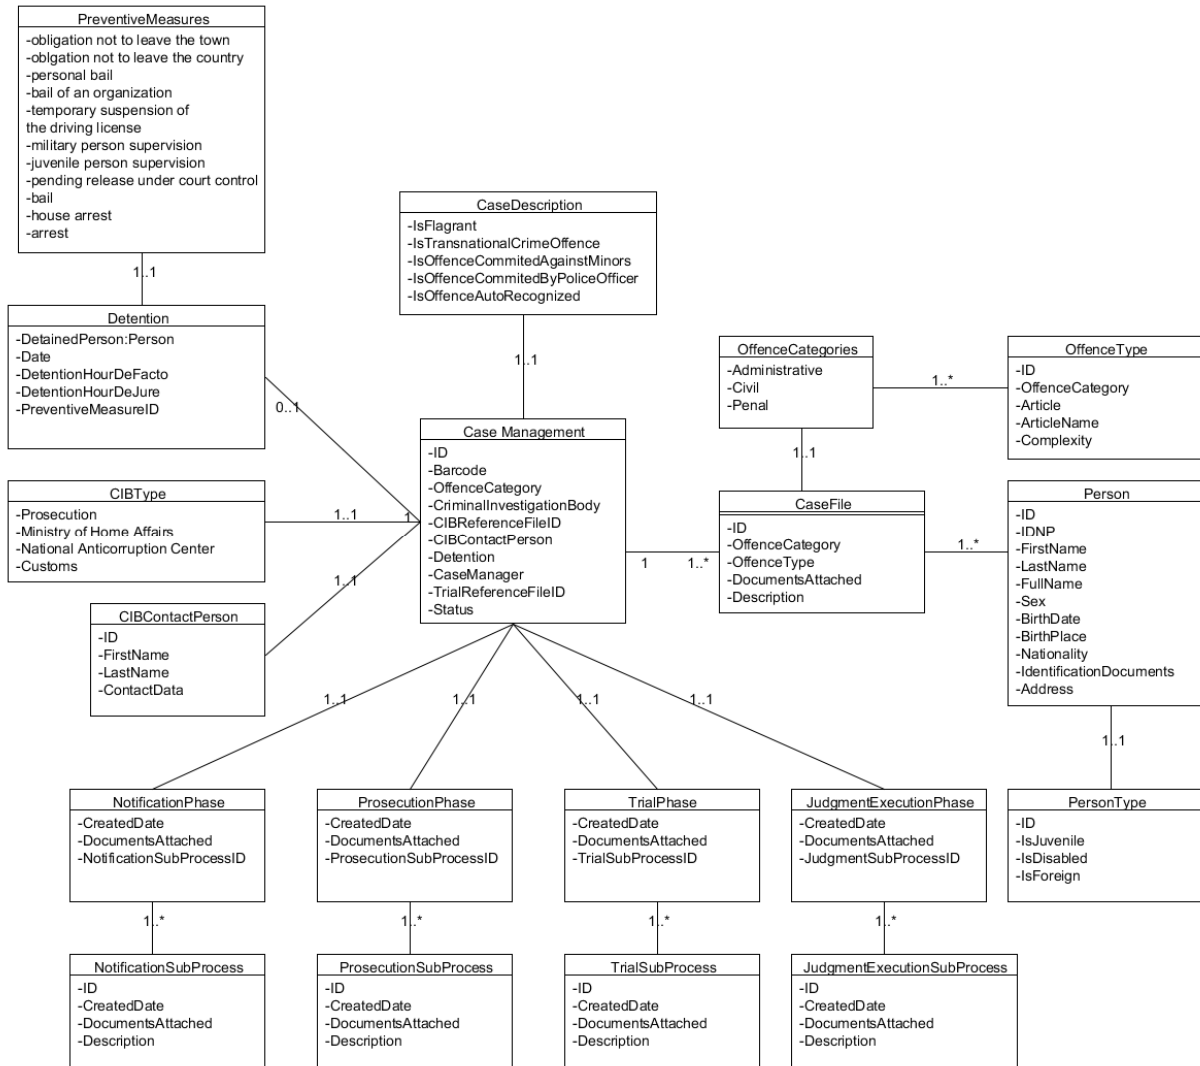 PreventiveMeasures
-obligation not to leave the town
-oblgation not to leave the country
-personal bail
-bail of an organization
-temporary suspension of
the driving license
-military person supervision
-juvenile person supervision
-pending release under court control
-bail
-house arrest
-arrest
1..1
Detention
-DetainedPerson:Person
-Date
-DetentionHourDeFacto
-DetentionHourDeJure
-PreventiveMeasureID
0..1
CIBType
-Prosecution
-Ministry of Home Affairs
-National Anticorruption Center
-Customs
1..1
1
CIBContactPerson
-ID
-FirstName
-LastName
-ContactData
1..1
CaseDescription
-IsFlagrant
-IsTransnationalCrimeOffence
-IsOffenceCommitedAgainstMinors
-IsOffenceCommitedByPoliceOfficer
-IsOffenceAutoRecognized
1..1
Case Management
-ID
-Barcode
-OffenceCategory
-CriminalInvestigationBody
-CIBReferenceFileID
-CIBContactPerson
-Detention
-CaseManager
-TrialReferenceFileID
-Status
1
1..*
OffenceCategories
-Administrative
-Civil
-Penal
1..*
1..1
OffenceType
-ID
-OffenceCategory
-Article
-ArticleName
-Complexity
CaseFile
-ID
-OffenceCategory
-OffenceType
-DocumentsAttached
-Description
1..*
Person
-ID
-IDNP
-FirstName
-LastName
-FullName
-Sex
-BirthDate
-BirthPlace
-Nationality
-IdentificationDocuments
-Address
1..1
PersonType
-ID
-IsJuvenile
-IsDisabled
-IsForeign
1..1
1..1
1..1
1..1
NotificationPhase
-CreatedDate
-DocumentsAttached
-NotificationSubProcessID
1..*
NotificationSubProcess
-ID
-CreatedDate
-DocumentsAttached
-Description
ProsecutionPhase
-CreatedDate
-DocumentsAttached
-ProsecutionSubProcessID
1..*
ProsecutionSubProcess
-ID
-CreatedDate
-DocumentsAttached
-Description
TrialPhase
-CreatedDate
-DocumentsAttached
-TrialSubProcessID
1..*
TrialSubProcess
-ID
-CreatedDate
-DocumentsAttached
-Description
JudgmentExecutionPhase
-CreatedDate
-DocumentsAttached
-JudgmentSubProcessID
1..*
JudgmentExecutionSubProcess
-ID
-CreatedDate
-DocumentsAttached
-Description